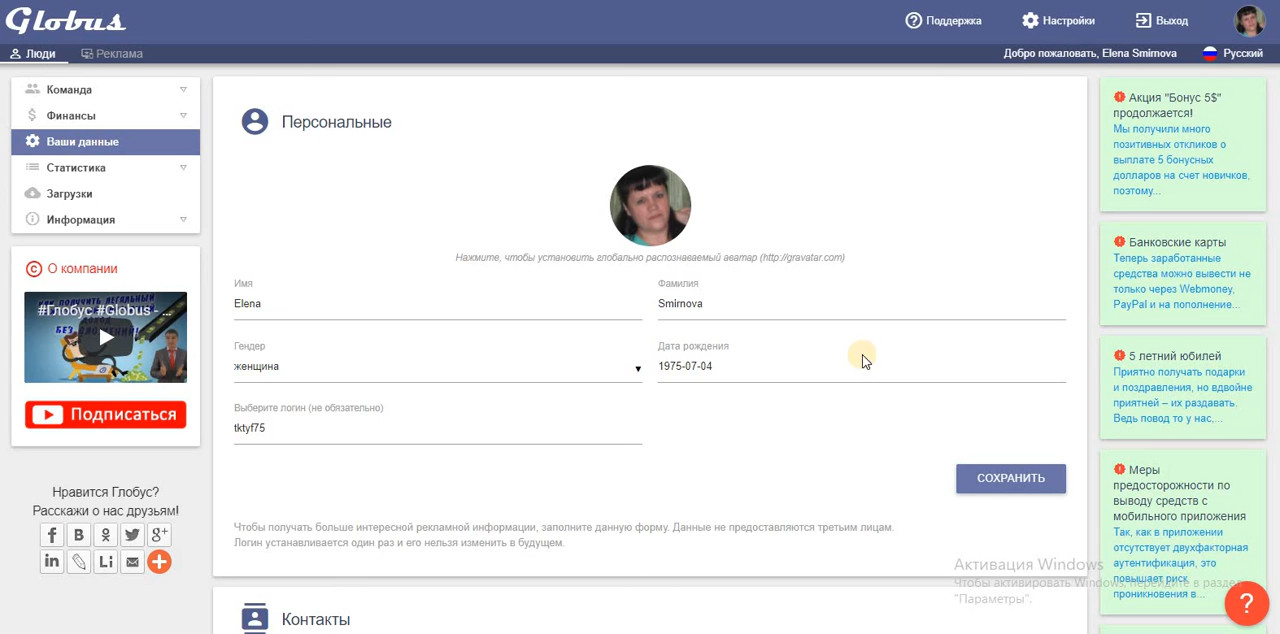 Globus
Поддержка
Настройки
Выход
Люди
Реклама
Добро пожаловать, Elena Smirnova
Русский
Команда
Финансы
Ваши данные
Статистика
Загрузки
Информация
О компании
КАК ПОЛУЧИТЬ ЛЕГАЛЬНЫЙ
#Глобус #Globus - ...
ДОХОД
БЕЗ ВЛОЖЕНИЙ!
Подписаться
Нравится Глобус?
Расскажи о нас друзьям!
Персональные
Нажмите, чтобы установить глобально распознаваемый аватар (http://gravatar.com)
Имя
Elena
Фамилия
Smirnova
Гендер
женщина
Дата рождения
1975-07-04
Выберите логин (не обязательно)
tktyf75
СОХРАНИТЬ
Чтобы получать больше интересной рекламной информации, заполните данную форму. Данные не предоставляются третьим лицам.
Логин устанавливается один раз и его нельзя изменить в будущем.
Контакты
Акция "Бонус 5$"
продолжается!
Мы получили много
позитивных откликов о
выплате 5 бонусных
долларов на счет новичков,
поэтому...
Банковские карты
Теперь заработанные
средства можно вывести не
только через Webmoney,
PayPal и на пополнение...
5 летний юбилей
Приятно получать подарки
и поздравления, но вдвойне
приятней – их раздавать.
Ведь повод то у нас,...
Меры
предосторожности по
выводу средств с
мобильного приложения
Так, как в приложении
отсутствует двухфакторная
аутентификация, это
повышает риск
проникновения в...
Активация Windows
Чтобы активировать Windows, перейдите в раздел
"Параметры".
?